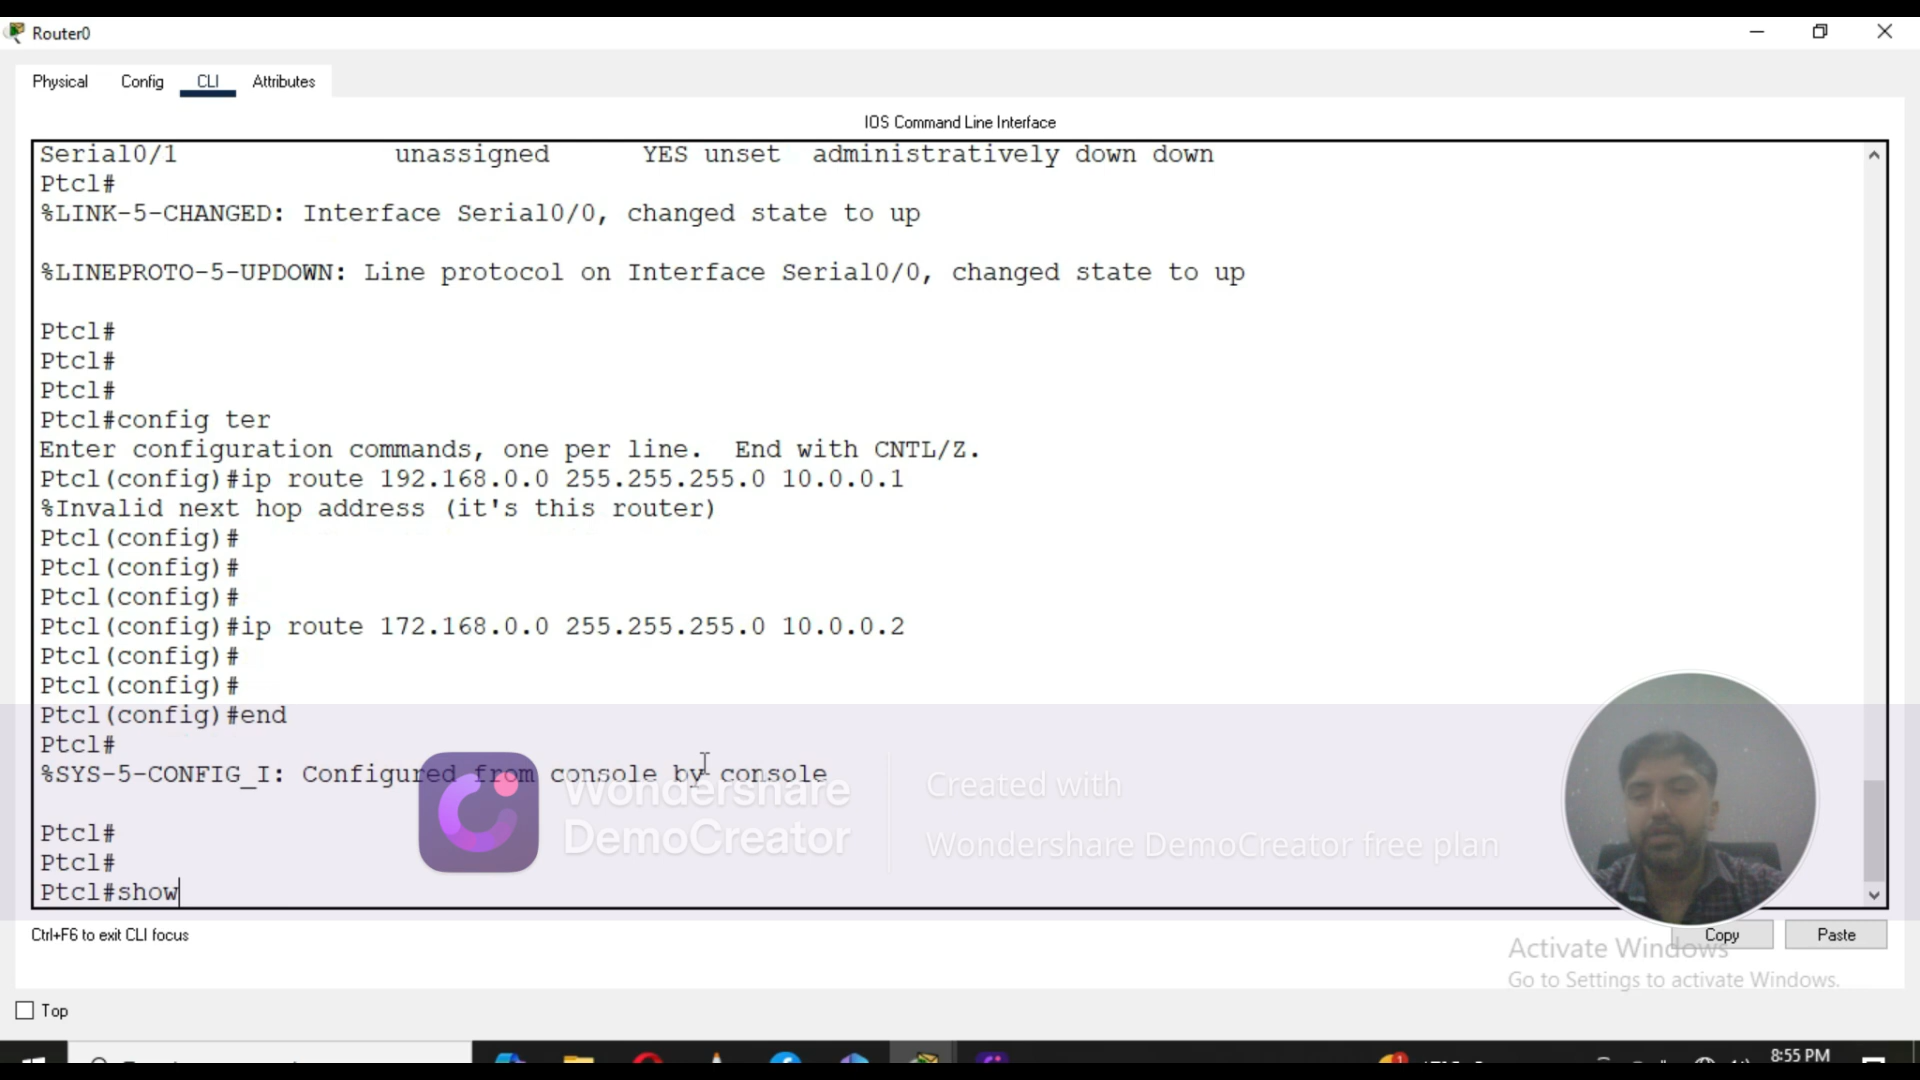 Router0
Physical Config CLI Attributes
IOS Command Line Interface
Serial0/1 unassigned YES unset administratively down down
Ptcl#
%LINK-5-CHANGED: Interface Serial0/0, changed state to up
%LINEPROTO-5-UPDOWN: Line protocol on Interface Serial0/0, changed state to up
Ptcl#
Ptcl#
Ptcl#
Ptcl#config ter
Enter configuration commands, one per line. End with CNTL/Z.
Ptcl(config)#ip route 192.168.0.0 255.255.255.0 10.0.0.1
%Invalid next hop address (it's this router)
Ptcl(config)#
Ptcl(config)#
Ptcl(config)#
Ptcl(config)#ip route 172.168.0.0 255.255.255.0 10.0.0.2
Ptcl(config)#
Ptcl(config)#
Ptcl(config)#end
Ptcl#
%SYS-5-CONFIG_I: Configured from console by console
Wondershare
DemoCreator
Created with
Wondershare DemoCreator free plan
Ptcl#
Ptcl#
Ptcl#show
Ctrl+F6 to exit CLI focus
Copy Paste
Activate Windows
Go to Settings to activate Windows.
Top
8:55 PM